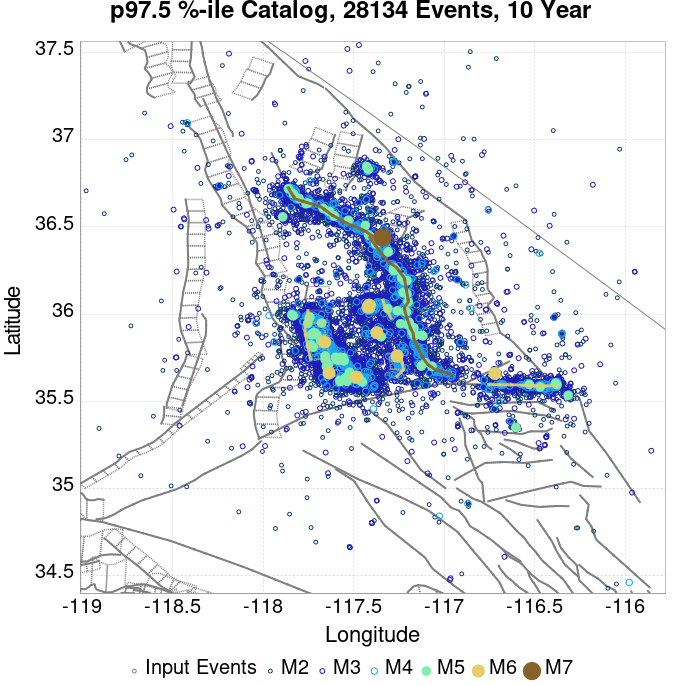 p97.5 %-ile Catalog, 28134 Events, 10 Year
37.5
37
36.5
36
35.5
35
34.5
Latitude
-119 -118.5 -118 -117.5 -117 -116.5 -116
Longitude
Input Events M2 M3 M4 M5 M6 M7